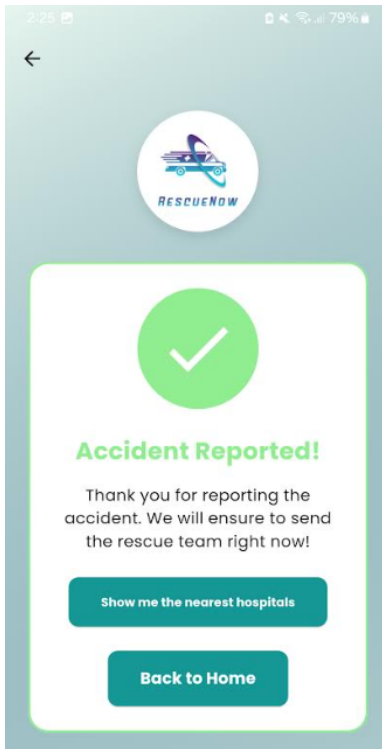 2:25 79%
RESCUENOW
Accident Reported!
Thank you for reporting the
accident. We will ensure to send
the rescue team right now!
Show me the nearest hospitals
Back to Home